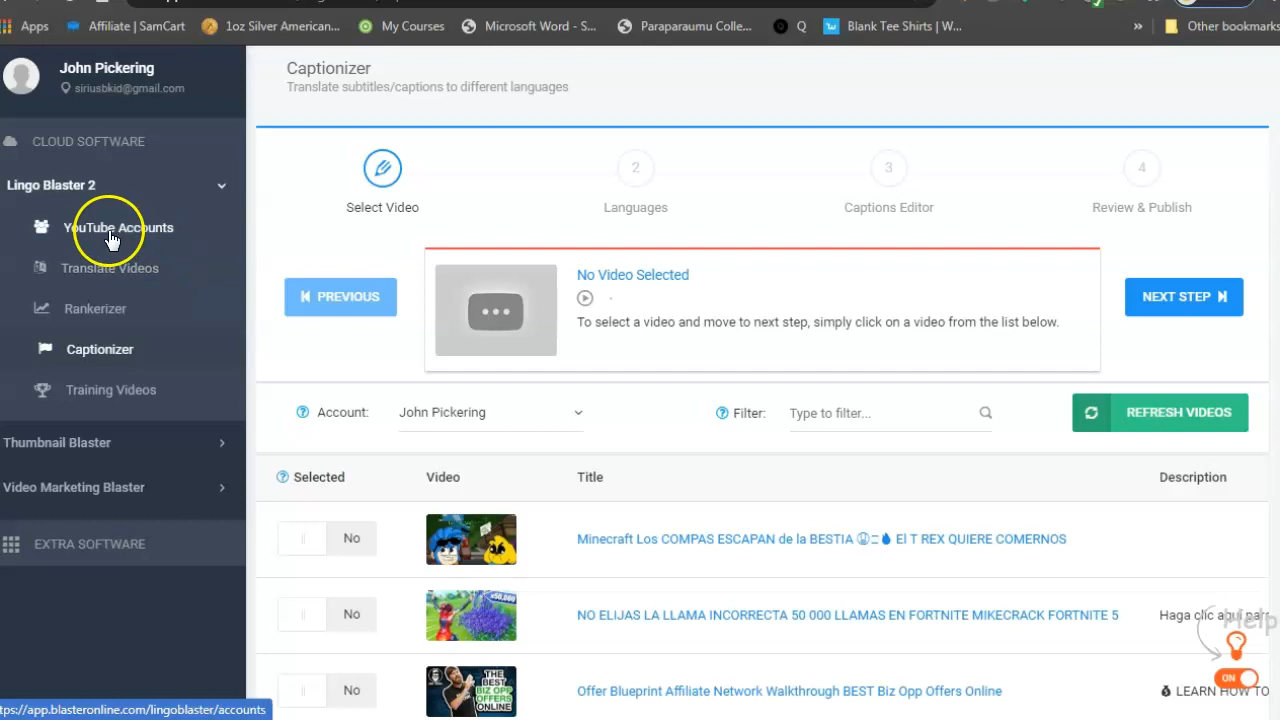 Apps
Affiliate | SamCart
1oz Silver American...
My Courses
Microsoft Word - S...
Paraparaumu Colle...
Q
Blank Tee Shirts | W...
»
Other bookmarks
John Pickering
siriusbkid@gmail.com
CLOUD SOFTWARE
Lingo Blaster 2
YouTube Accounts
Translate Videos
Rankerizer
Captionizer
Training Videos
Thumbnail Blaster
Video Marketing Blaster
EXTRA SOFTWARE
tps://app.blasteronline.com/lingoblaster/accounts
Captionizer
Translate subtitles/captions to different languages
Select Video
2
Languages
3
Captions Editor
4
Review & Publish
PREVIOUS
No Video Selected
To select a video and move to next step, simply click on a video from the list below.
NEXT STEP
Account: John Pickering
Filter: Type to filter...
REFRESH VIDEOS
Selected Video Title Description
No
Minecraft Los COMPAS ESCAPAN de la BESTIA El T REX QUIERE COMERNOS
No
+50.000
NO ELIJAS LA LLAMA INCORRECTA 50 000 LLAMAS EN FORTNITE MIKECRACK FORTNITE 5
Haga clic aquí par
Help
No
THE BEST BIZ OPP OFFERS ONLINE
Offer Blueprint Affiliate Network Walkthrough BEST Biz Opp Offers Online
LEARN HOW TO
ON